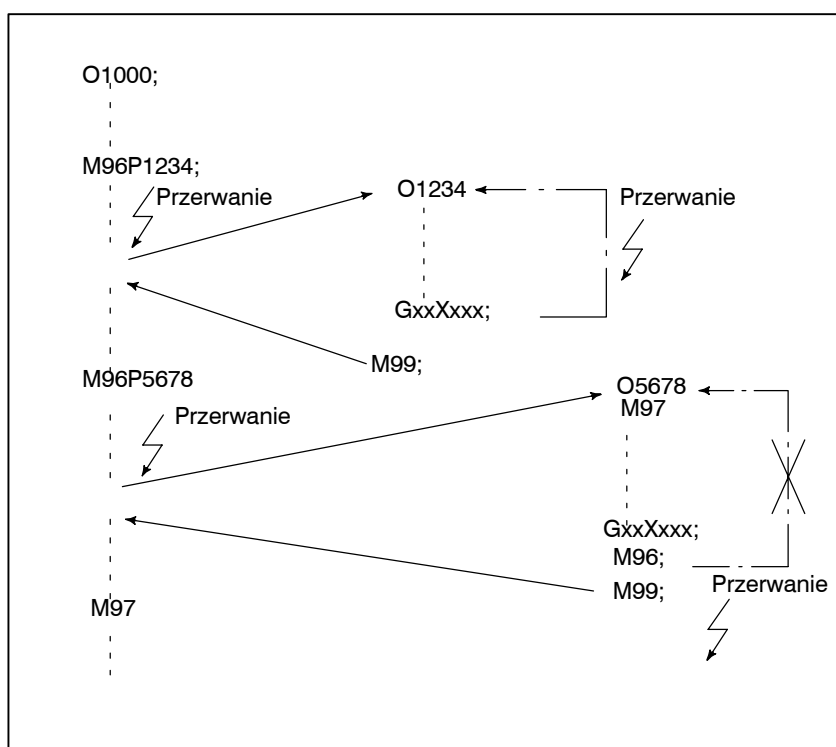 O1000;
M96P1234;
Przerwanie
O1234
Przerwanie
GxxXxxx;
M99;
M96P5678
Przerwanie
O5678
M97
GxxXxxx;
M96;
M99;
Przerwanie
M97